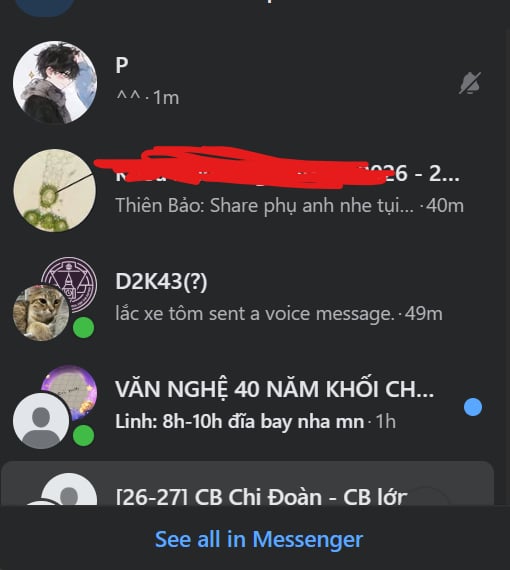 P
^^ · 1m
026 - 2...
Thiên Bảo: Share phụ anh nhe tụi... · 40m
D2K43(?)
lắc xe tôm sent a voice message. · 49m
VĂN NGHỆ 40 NĂM KHỐI CH...
Linh: 8h-10h đĩa bay nha mn · 1h
[26-27] CB Chi Đoàn - CB lớp
See all in Messenger